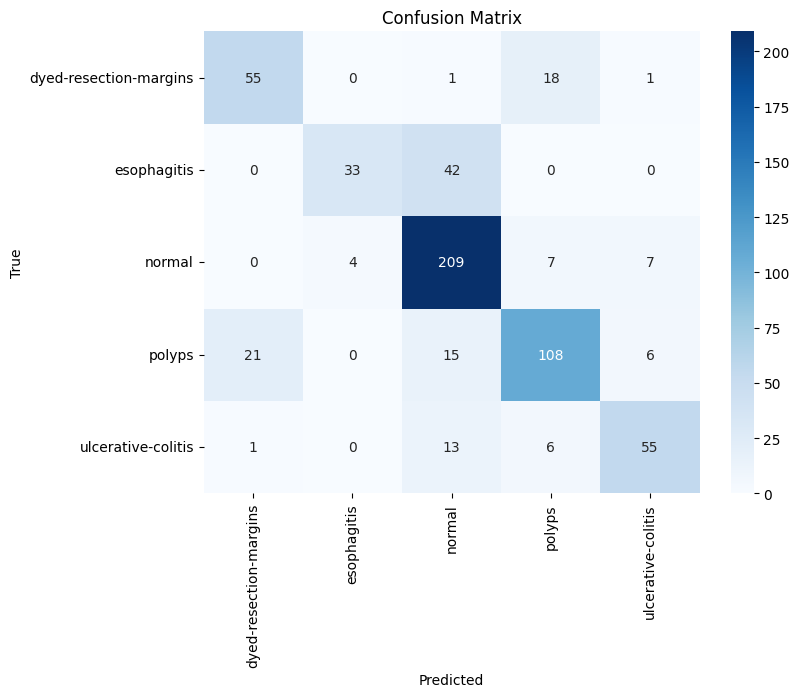 Confusion Matrix
True
dyed-resection-margins 55 0 1 18 1
esophagitis 0 33 42 0 0
normal 0 4 209 7 7
polyps 21 0 15 108 6
ulcerative-colitis 1 0 13 6 55
dyed-resection-margins
esophagitis
normal
polyps
ulcerative-colitis
Predicted
200
175
150
125
100
75
50
25
0